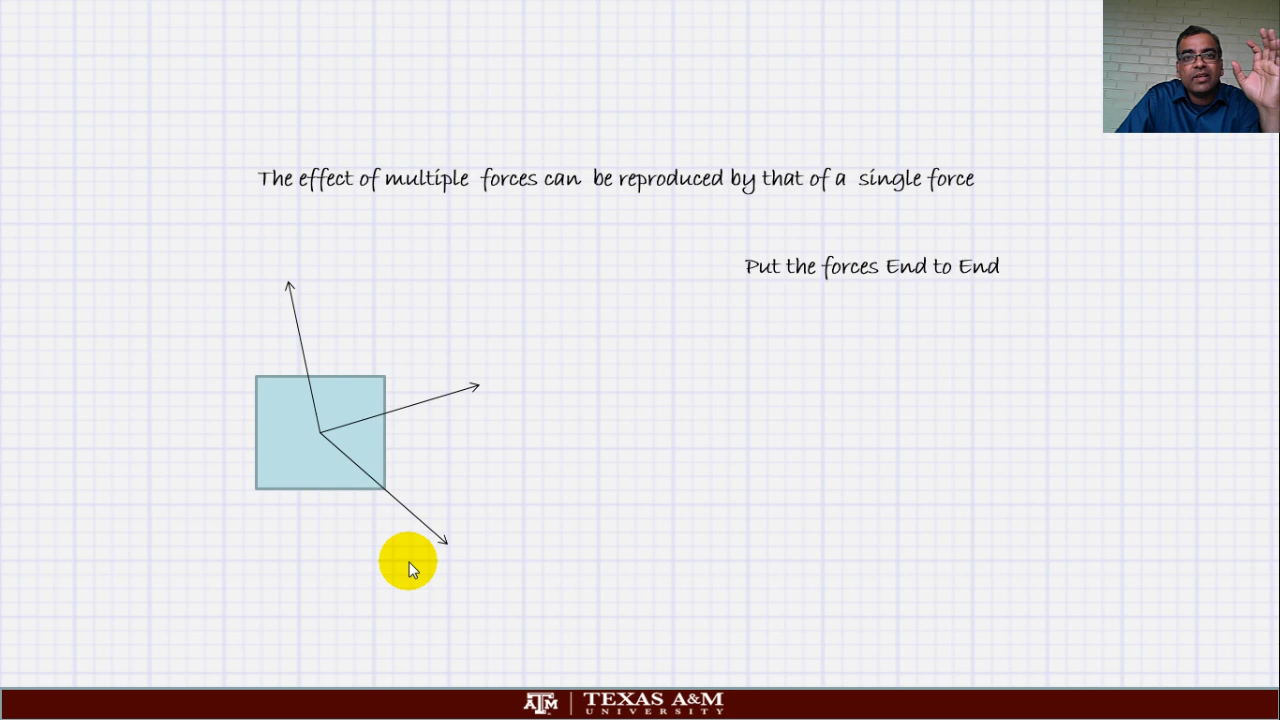 The effect of multiple forces can be reproduced by that of a single force
Put the forces End to End
ATM
TEXAS A&M
UNIVERSITY